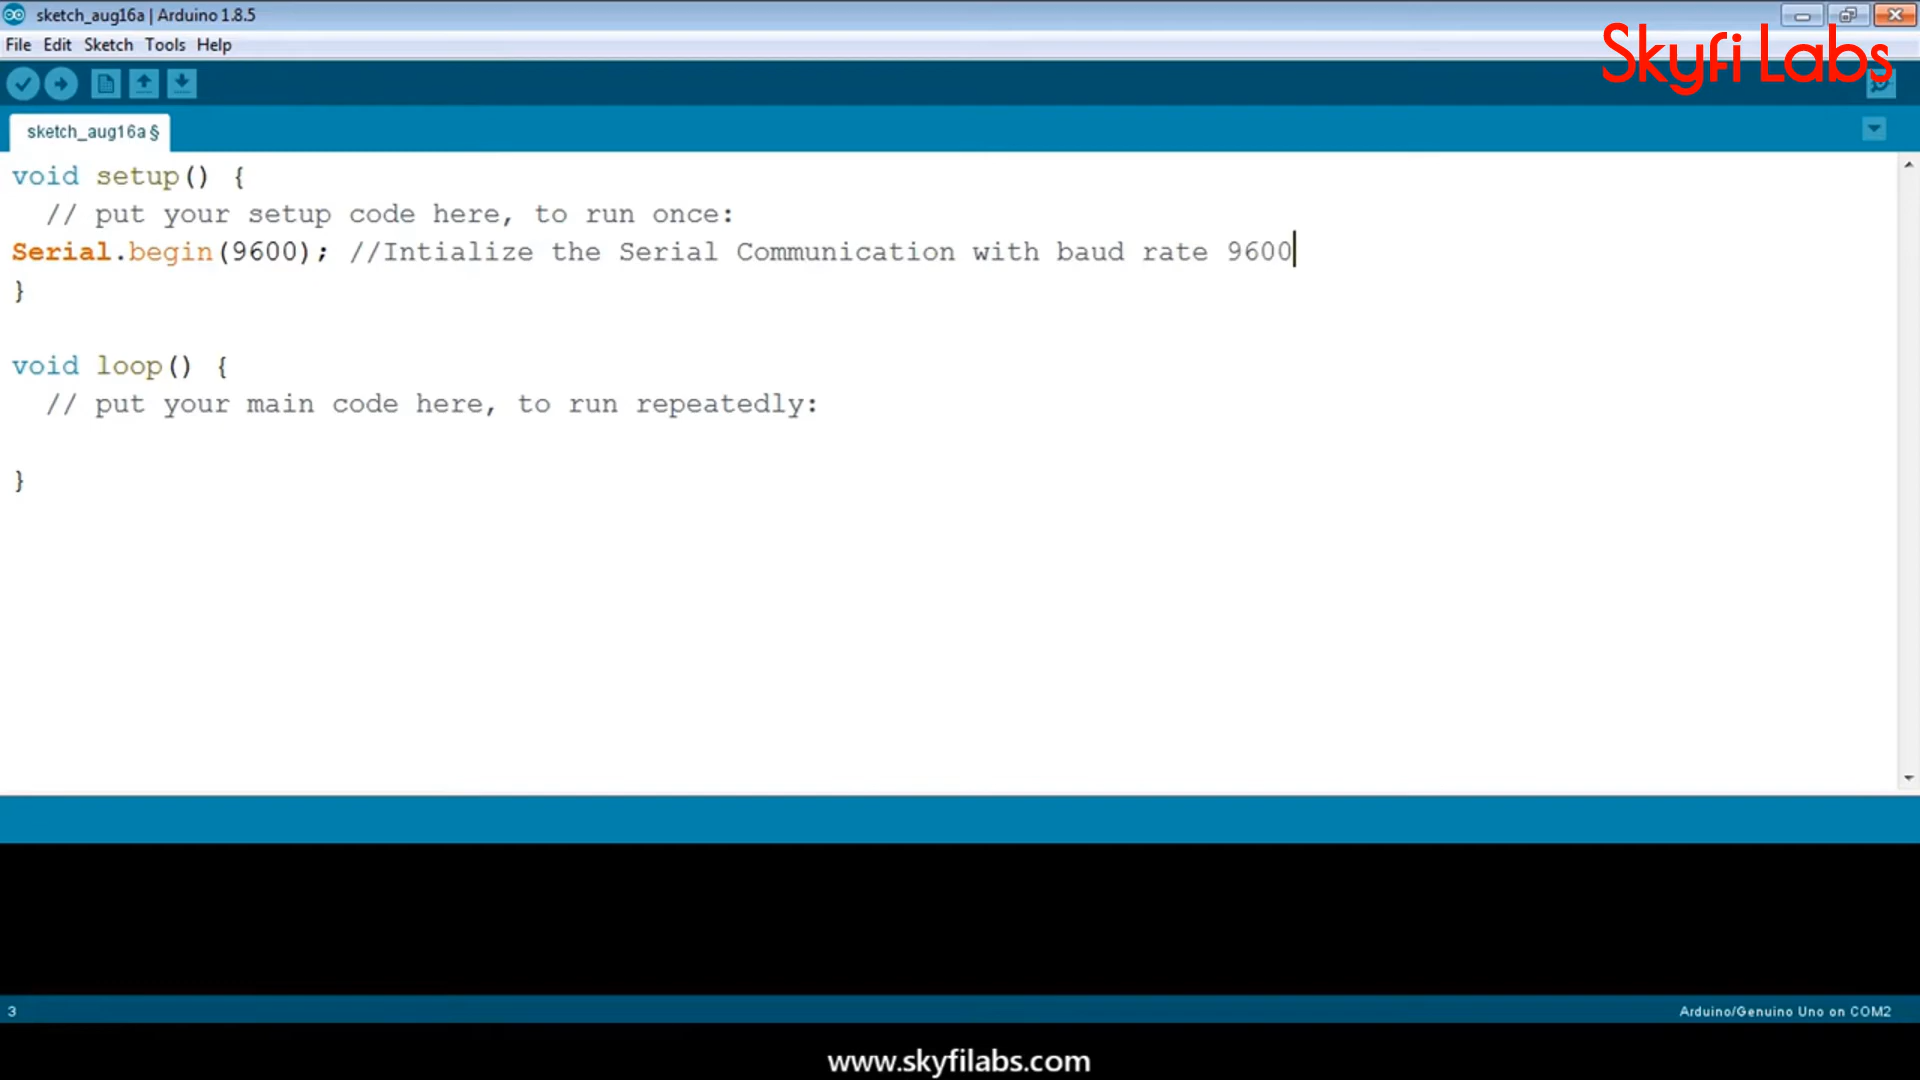 sketch_aug16a | Arduino 1.8.5
File Edit Sketch Tools Help
Skyfi Labs
sketch_aug16a §
void setup() {
  // put your setup code here, to run once:
Serial.begin(9600); //Intialize the Serial Communication with baud rate 9600
}
void loop() {
  // put your main code here, to run repeatedly:
}
3
Arduino/Genuino Uno on COM2
www.skyfilabs.com